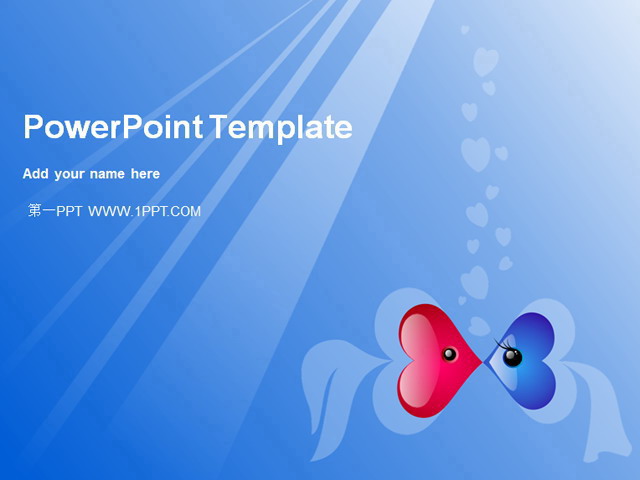 PowerPoint Template
Add your name here
第一PPT WWW.1PPT.COM